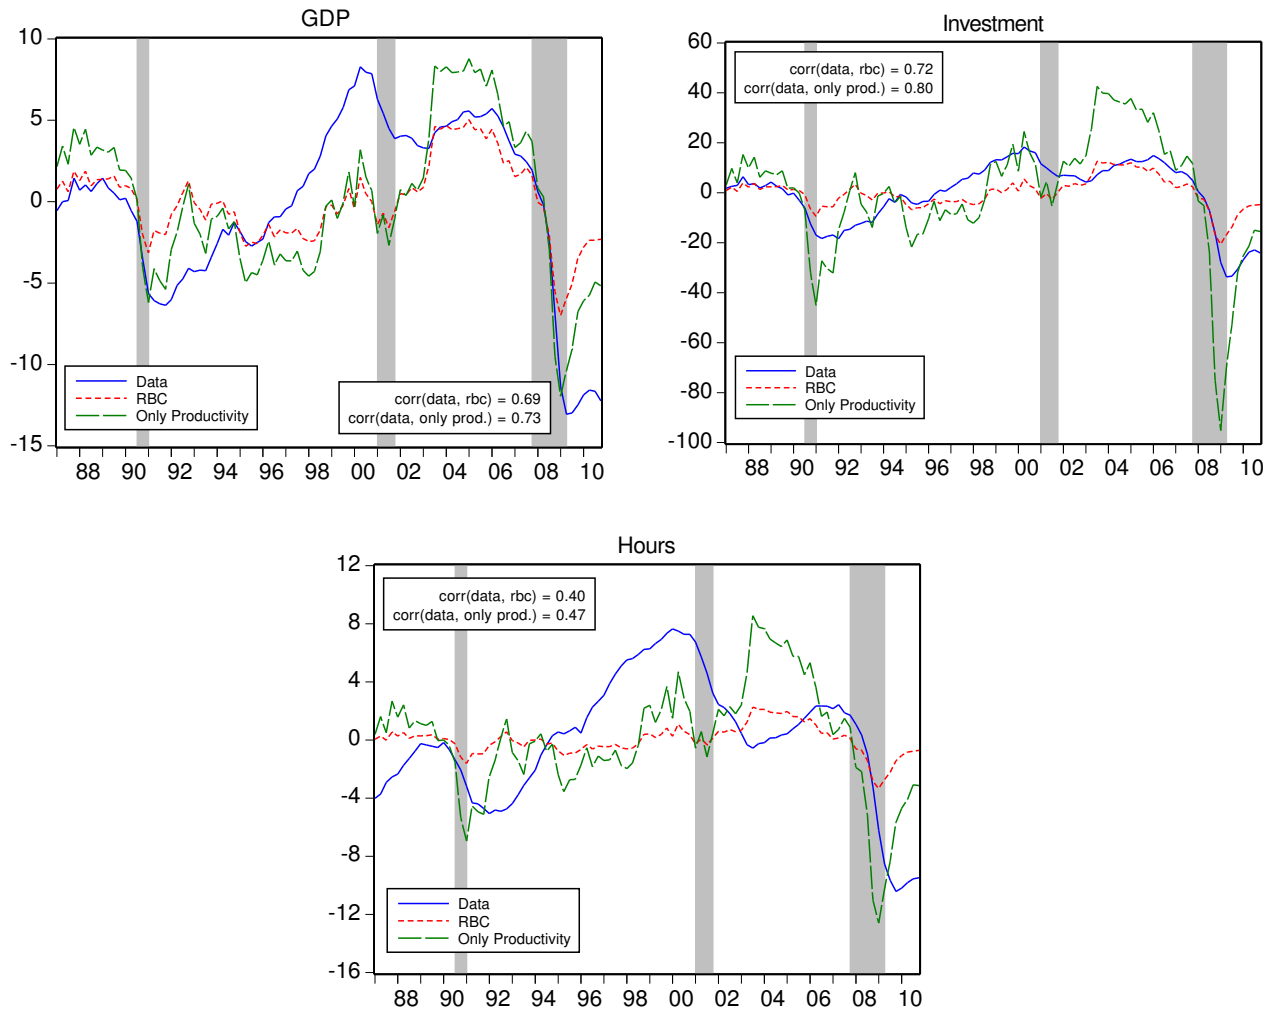 GDP
10
5
0
-5
-10
-15
Data
RBC
Only Productivity
corr(data, rbc) = 0.69
corr(data, only prod.) = 0.73
88 90 92 94 96 98 00 02 04 06 08 10
Investment
60
40
20
0
-20
-40
-60
-80
-100
corr(data, rbc) = 0.72
corr(data, only prod.) = 0.80
Data
RBC
Only Productivity
88 90 92 94 96 98 00 02 04 06 08 10
Hours
12
8
4
0
-4
-8
-12
-16
corr(data, rbc) = 0.40
corr(data, only prod.) = 0.47
Data
RBC
Only Productivity
88 90 92 94 96 98 00 02 04 06 08 10